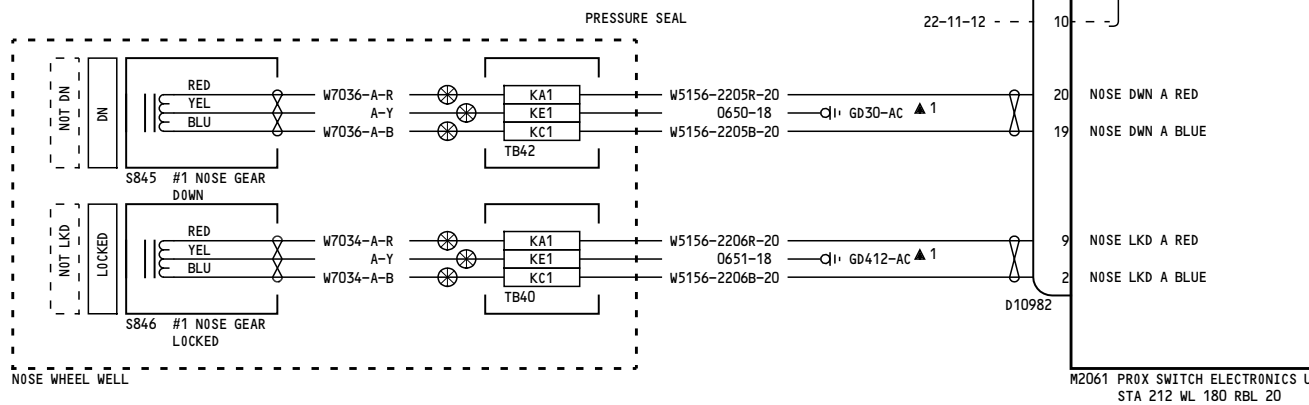 PRESSURE SEAL
22-11-12
10
NOT DN
DN
RED
YEL
BLU
W7036-A-R
A-Y
W7036-A-B
KA1
KE1
KC1
TB42
W5156-2205R-20
0650-18
W5156-2205B-20
GD30-AC 1
20 NOSE DWN A RED
19 NOSE DWN A BLUE
S845 #1 NOSE GEAR
DOWN
NOT LKD
LOCKED
RED
YEL
BLU
W7034-A-R
A-Y
W7034-A-B
KA1
KE1
KC1
TB40
W5156-2206R-20
0651-18
W5156-2206B-20
GD412-AC 1
9 NOSE LKD A RED
2 NOSE LKD A BLUE
D10982
S846 #1 NOSE GEAR
LOCKED
NOSE WHEEL WELL
M2061 PROX SWITCH ELECTRONICS
STA 212 WL 180 RBL 20